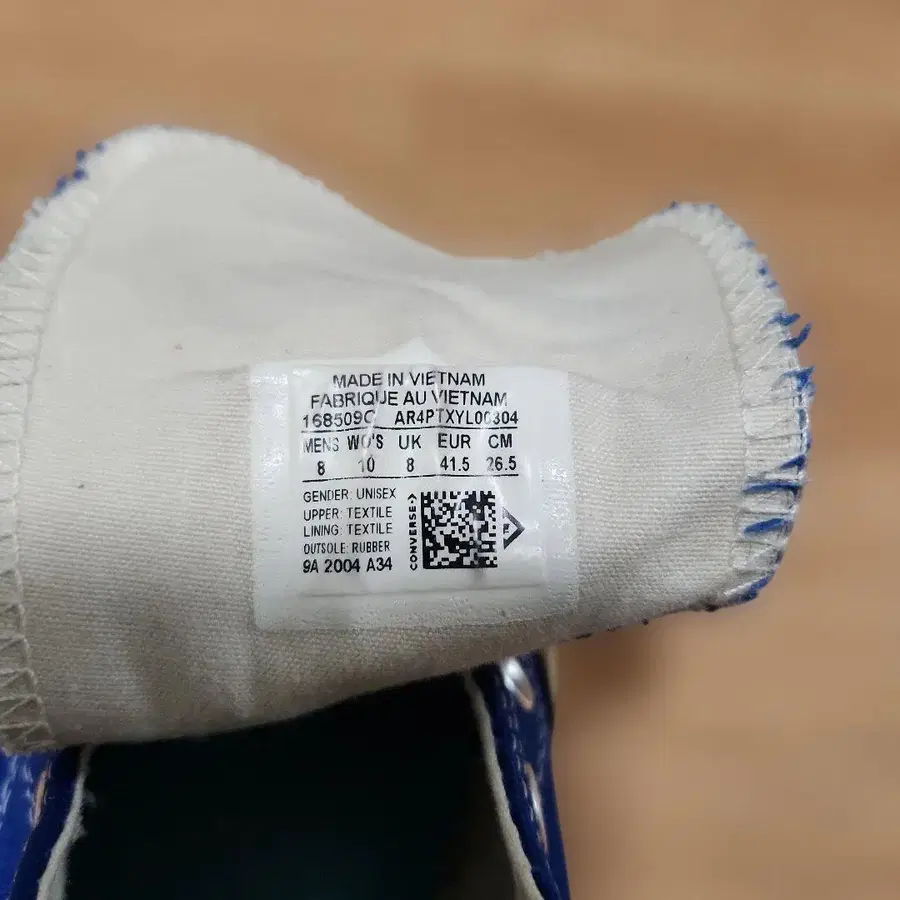 MADE IN VIETNAM
FABRIQUE AU VIETNAM
168509C AR4PTXYL00304
MENS WO'S UK EUR CM
8 10 8 41.5 26.5
GENDER: UNISEX
UPPER: TEXTILE
LINING: TEXTILE
OUTSOLE: RUBBER
9A 2004 A34
CONVERSE